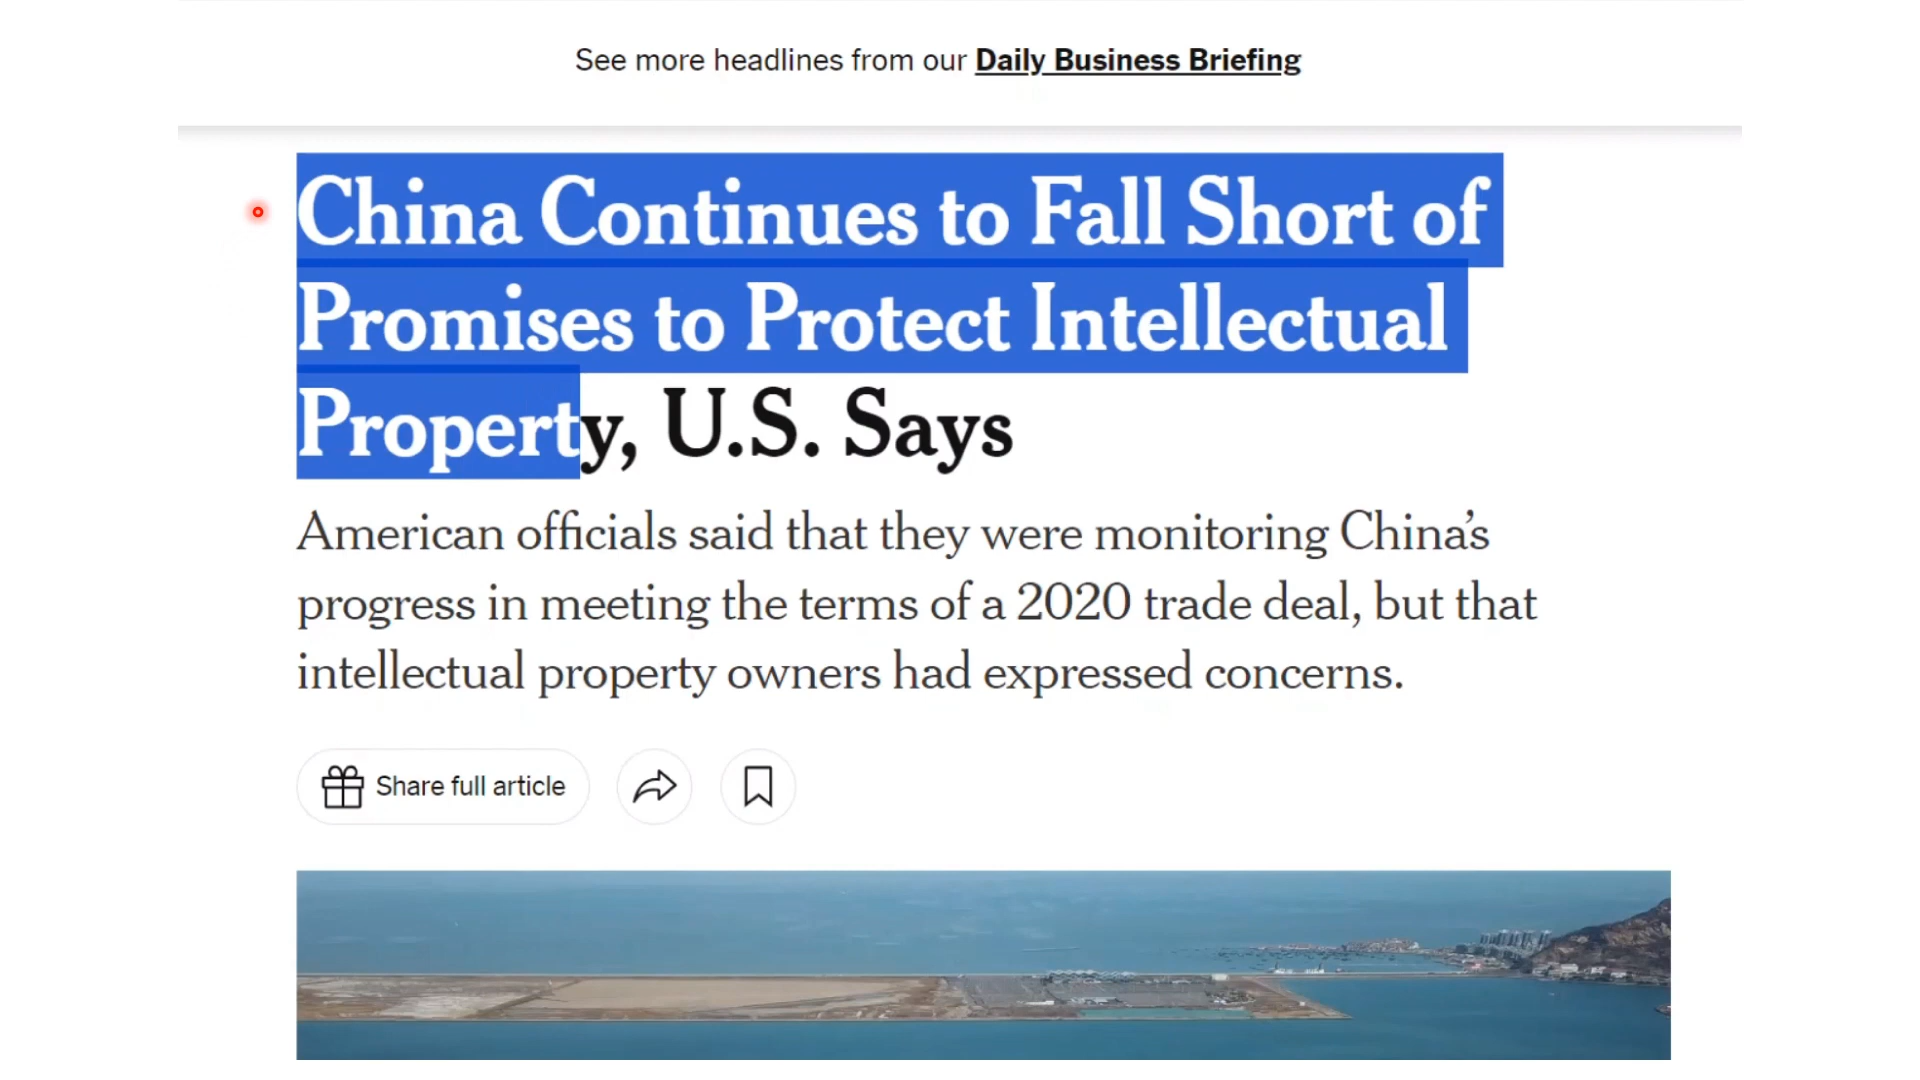 See more headlines from our Daily Business Briefing
China Continues to Fall Short of
Promises to Protect Intellectual
Property, U.S. Says
American officials said that they were monitoring China’s
progress in meeting the terms of a 2020 trade deal, but that
intellectual property owners had expressed concerns.
Share full article